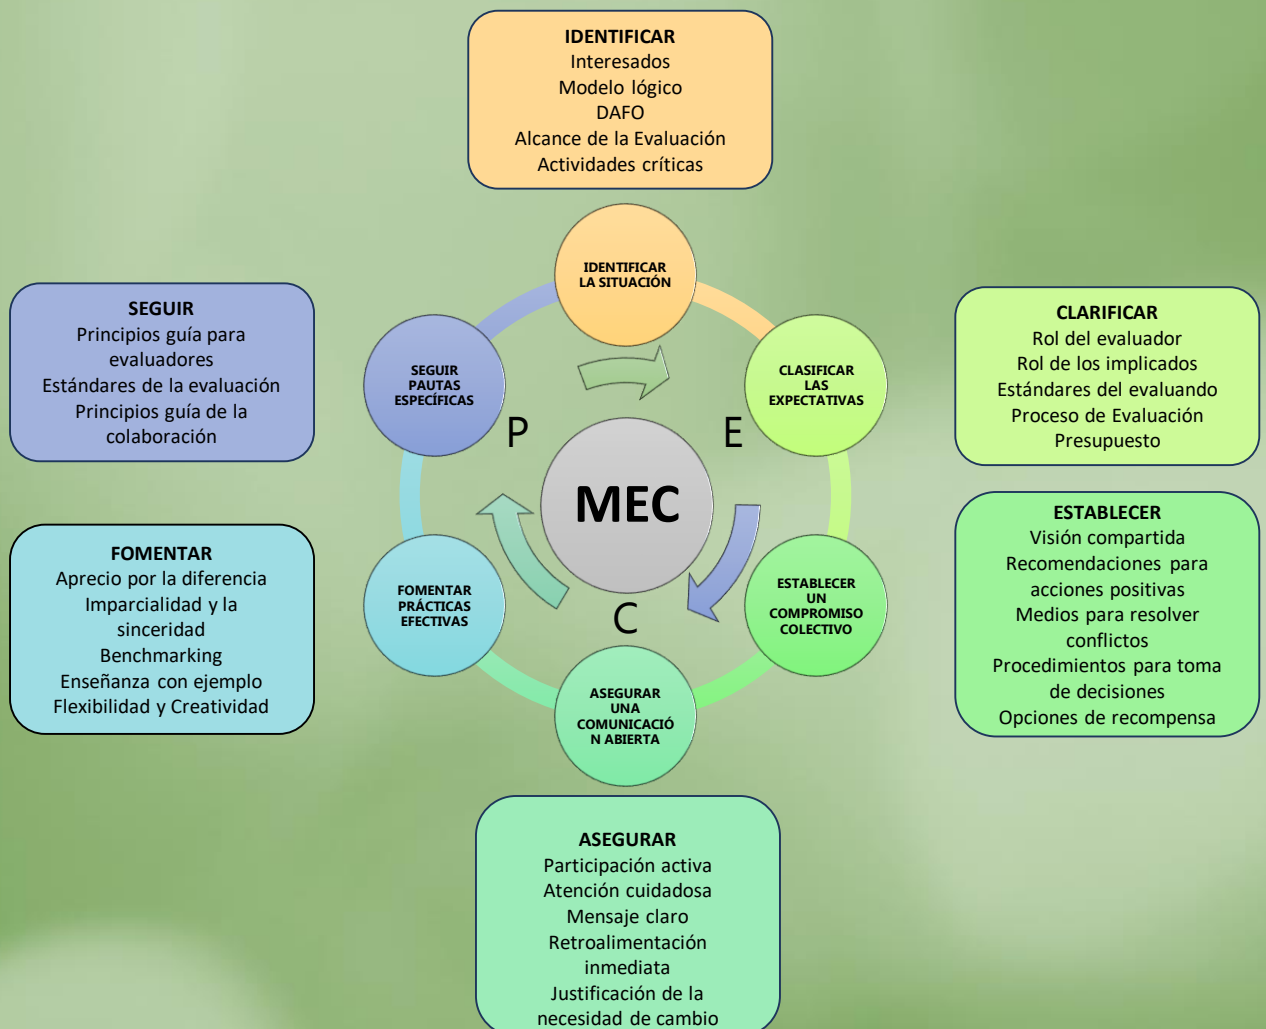 IDENTIFICAR
Interesados
Modelo lógico
DAFO
Alcance de la Evaluación
Actividades críticas
IDENTIFICAR
LA SITUACIÓN
SEGUIR
Principios guía para
evaluadores
Estándares de la evaluación
Principios guía de la
colaboración
SEGUIR
PAUTAS
ESPECÍFICAS
CLASIFICAR
LAS
EXPECTATIVAS
CLARIFICAR
Rol del evaluador
Rol de los implicados
Estándares del evaluando
Proceso de Evaluación
Presupuesto
P
E
MEC
C
FOMENTAR
Aprecio por la diferencia
Imparcialidad y la
sinceridad
Benchmarking
Enseñanza con ejemplo
Flexibilidad y Creatividad
FOMENTAR
PRÁCTICAS
EFECTIVAS
ESTABLECER
UN
COMPROMISO
COLECTIVO
ESTABLECER
Visión compartida
Recomendaciones para
acciones positivas
Medios para resolver
conflictos
Procedimientos para toma
de decisiones
Opciones de recompensa
ASEGURAR
UNA
COMUNICACIÓ
N ABIERTA
ASEGURAR
Participación activa
Atención cuidadosa
Mensaje claro
Retroalimentación
inmediata
Justificación de la
necesidad de cambio